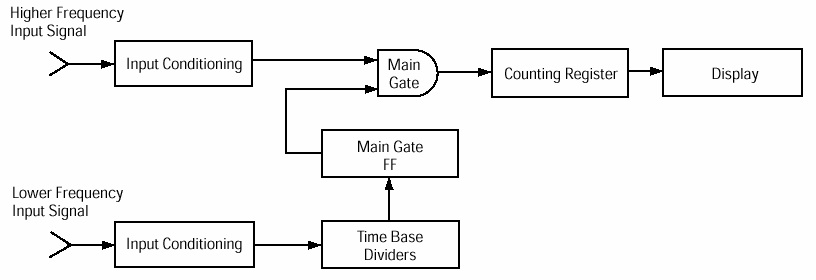 Higher Frequency
Input Signal
Input Conditioning
Main
Gate
Counting Register
Display
Main Gate
FF
Lower Frequency
Input Signal
Input Conditioning
Time Base
Dividers